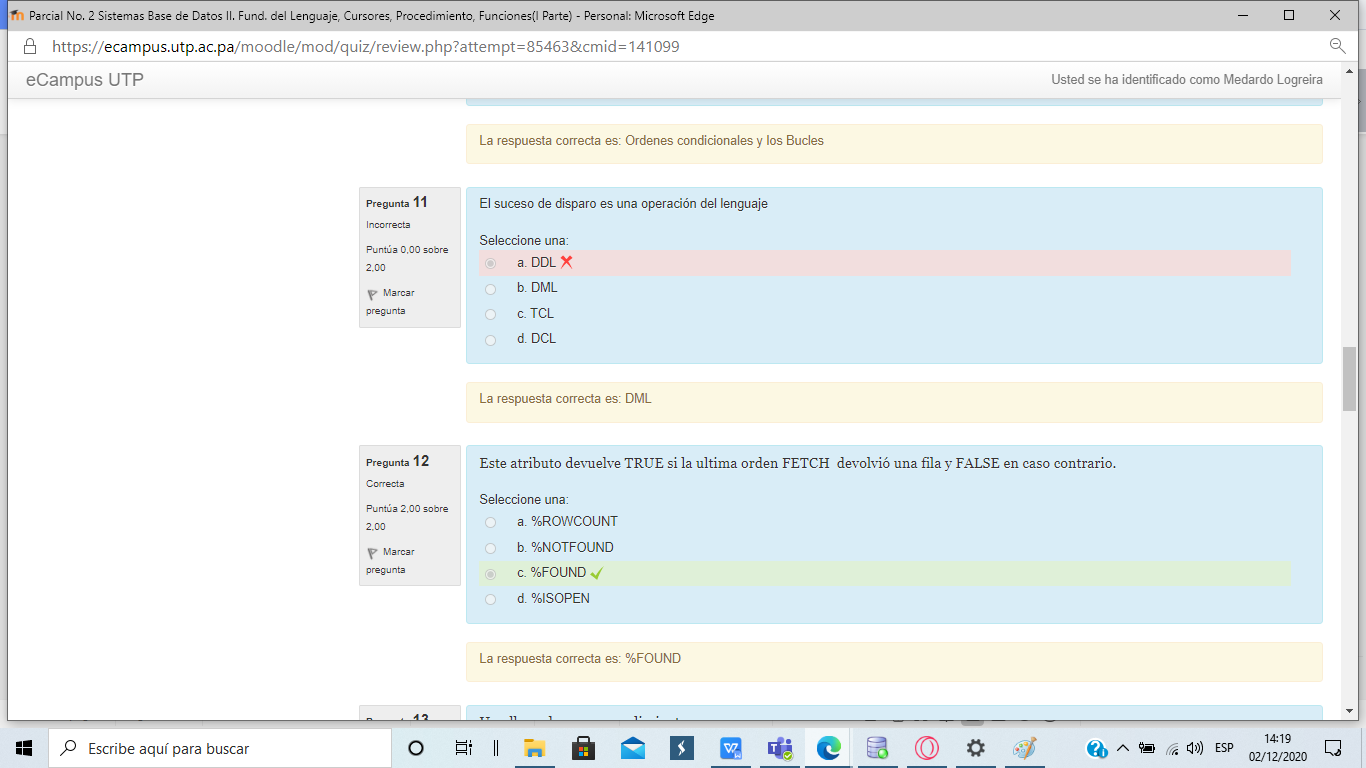 Parcial No. 2 Sistemas Base de Datos II. Fund. del Lenguaje, Cursores, Procedimiento, Funciones(I Parte) - Personal: Microsoft Edge
https://ecampus.utp.ac.pa/moodle/mod/quiz/review.php?attempt=85463&cmid=141099
eCampus UTP
Usted se ha identificado como Medardo Logreira
La respuesta correcta es: Ordenes condicionales y los Bucles
Pregunta 11
Incorrecta
Puntúa 0,00 sobre
2,00
Marcar
pregunta
El suceso de disparo es una operación del lenguaje
Seleccione una:
a. DDL
b. DML
c. TCL
d. DCL
La respuesta correcta es: DML
Pregunta 12
Correcta
Puntúa 2,00 sobre
2,00
Marcar
pregunta
Este atributo devuelve TRUE si la ultima orden FETCH devolvió una fila y FALSE en caso contrario.
Seleccione una:
a. %ROWCOUNT
b. %NOTFOUND
c. %FOUND
d. %ISOPEN
La respuesta correcta es: %FOUND
Pregunta 13
Escribe aquí para buscar
ESP
14:19
02/12/2020